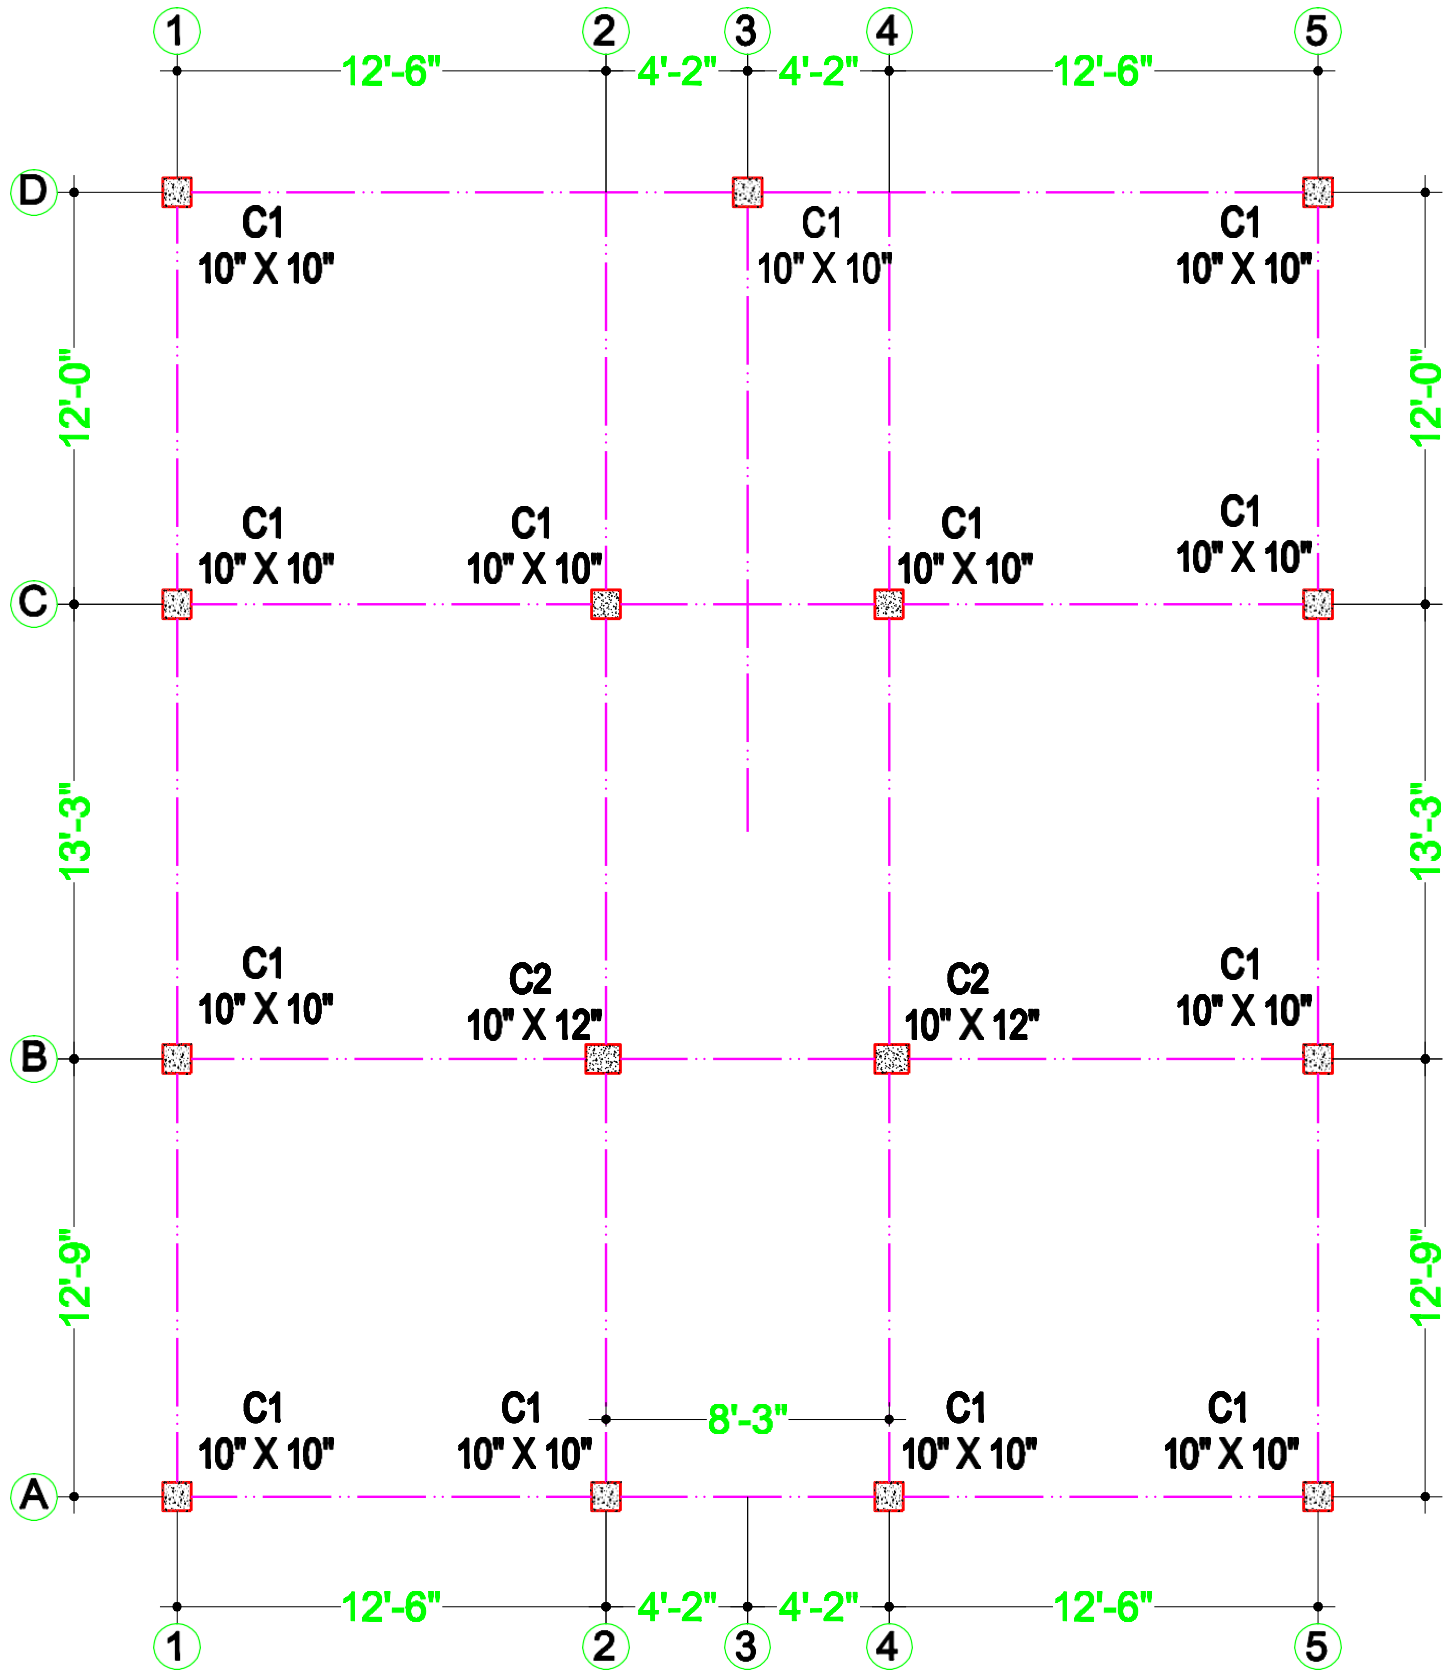 1 2 3 4 5
12'-6" 4'-2" 4'-2" 12'-6"
D
C1 C1 C1
10" X 10" 10" X 10" 10" X 10"
12'-0" 12'-0"
C1 C1 C1 C1
10" X 10" 10" X 10" 10" X 10" 10" X 10"
C
13'-3" 13'-3"
C1 C2 C2 C1
10" X 10" 10" X 12" 10" X 12" 10" X 10"
B
12'-9" 12'-9"
C1 C1 C1 C1
8'-3"
10" X 10" 10" X 10" 10" X 10" 10" X 10"
A
12'-6" 4'-2" 4'-2" 12'-6"
1 2 3 4 5